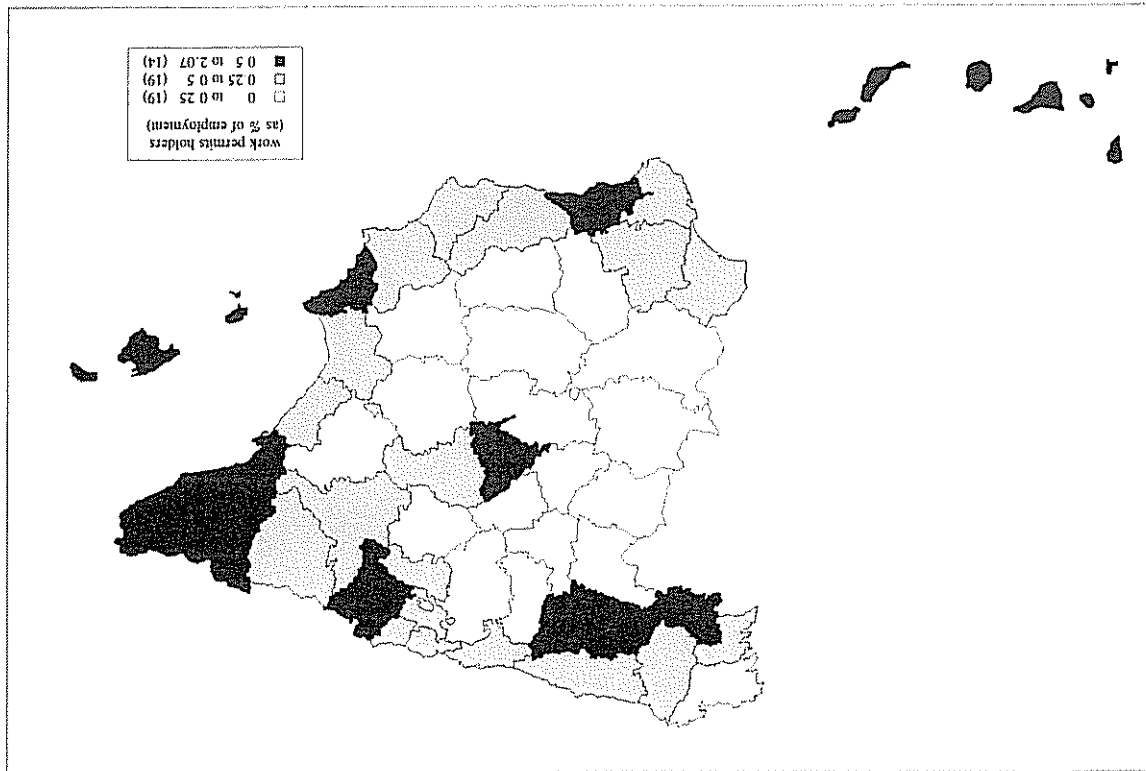 work permits holders
(as % of employment)
0 to 0 25 (19)
0 25 to 0 5 (19)
0 5 to 2.07 (14)